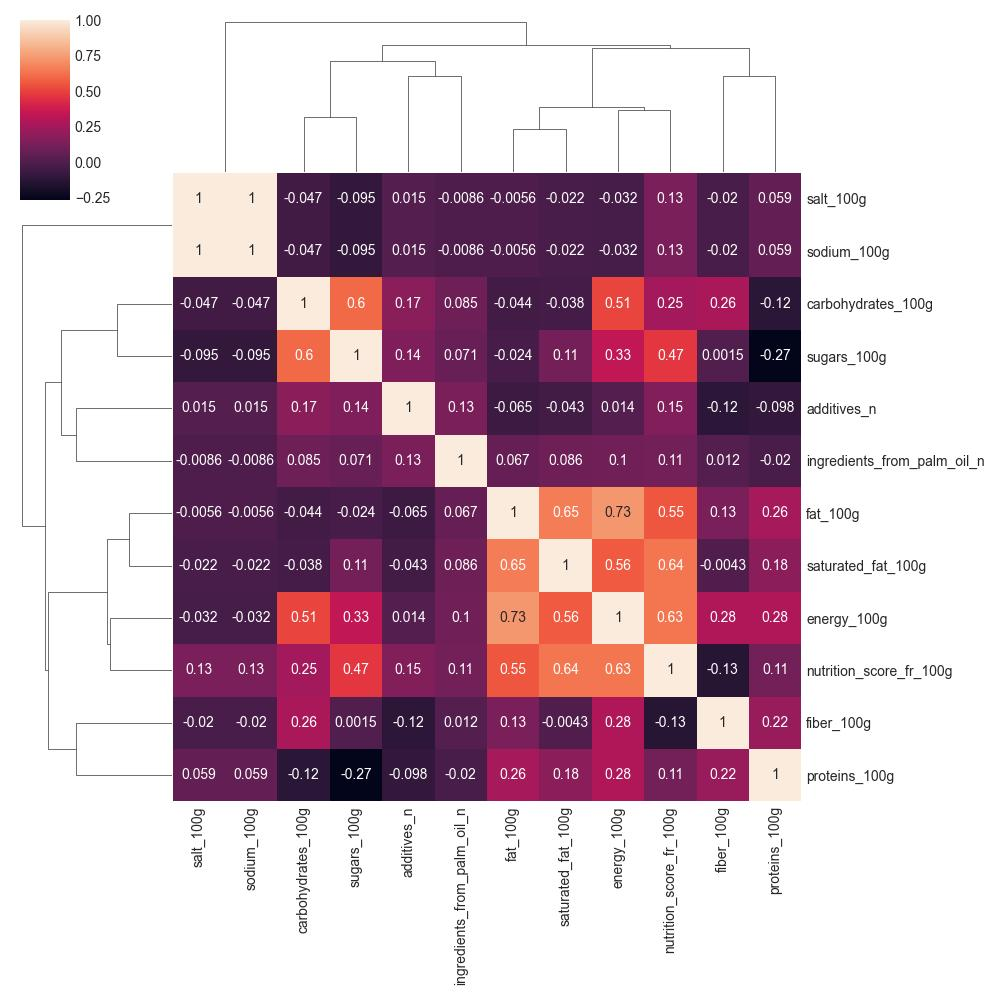 1.00
0.75
0.50
0.25
0.00
−0.25
1 1 -0.047 -0.095 0.015 -0.0086 -0.0056 -0.022 -0.032 0.13 -0.02 0.059 salt_100g
1 1 -0.047 -0.095 0.015 -0.0086 -0.0056 -0.022 -0.032 0.13 -0.02 0.059 sodium_100g
-0.047 -0.047 1 0.6 0.17 0.085 -0.044 -0.038 0.51 0.25 0.26 -0.12 carbohydrates_100g
-0.095 -0.095 0.6 1 0.14 0.071 -0.024 0.11 0.33 0.47 0.0015 -0.27 sugars_100g
0.015 0.015 0.17 0.14 1 0.13 -0.065 -0.043 0.014 0.15 -0.12 -0.098 additives_n
-0.0086 -0.0086 0.085 0.071 0.13 1 0.067 0.086 0.1 0.11 0.012 -0.02 ingredients_from_palm_oil_n
-0.0056 -0.0056 -0.044 -0.024 -0.065 0.067 1 0.65 0.73 0.55 0.13 0.26 fat_100g
-0.022 -0.022 -0.038 0.11 -0.043 0.086 0.65 1 0.56 0.64 -0.0043 0.18 saturated_fat_100g
-0.032 -0.032 0.51 0.33 0.014 0.1 0.73 0.56 1 0.63 0.28 0.28 energy_100g
0.13 0.13 0.25 0.47 0.15 0.11 0.55 0.64 0.63 1 -0.13 0.11 nutrition_score_fr_100g
-0.02 -0.02 0.26 0.0015 -0.12 0.012 0.13 -0.0043 0.28 -0.13 1 0.22 fiber_100g
0.059 0.059 -0.12 -0.27 -0.098 -0.02 0.26 0.18 0.28 0.11 0.22 1 proteins_100g
salt_100g
sodium_100g
carbohydrates_100g
sugars_100g
additives_n
ingredients_from_palm_oil_n
fat_100g
saturated_fat_100g
energy_100g
nutrition_score_fr_100g
fiber_100g
proteins_100g